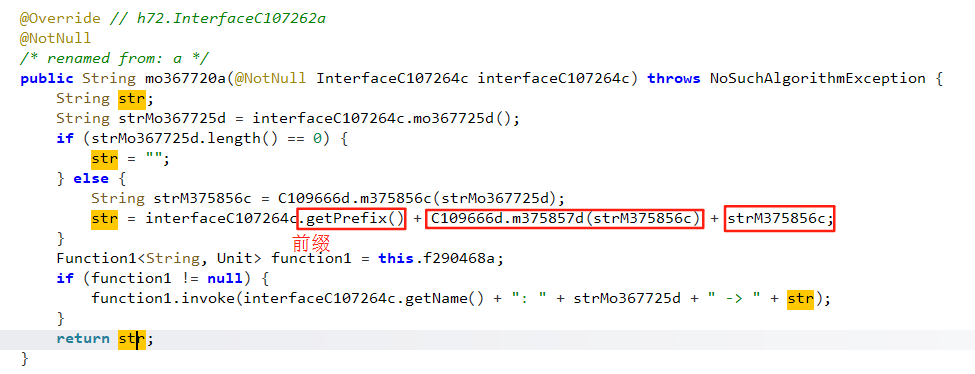 @Override // h72.InterfaceC107262a
@NotNull
/* renamed from: a */
public String mo367720a(@NotNull InterfaceC107264c interfaceC107264c) throws NoSuchAlgorithmException {
    String str;
    String strMo367725d = interfaceC107264c.mo367725d();
    if (strMo367725d.length() == 0) {
        str = "";
    } else {
        String strM375856c = C109666d.m375856c(strMo367725d);
        str = interfaceC107264c.getPrefix() + C109666d.m375857d(strM375856c) + strM375856c;
    }
前缀
    Function1<String, Unit> function1 = this.f290468a;
    if (function1 != null) {
        function1.invoke(interfaceC107264c.getName() + ": " + strMo367725d + " -> " + str);
    }
    return str;
}